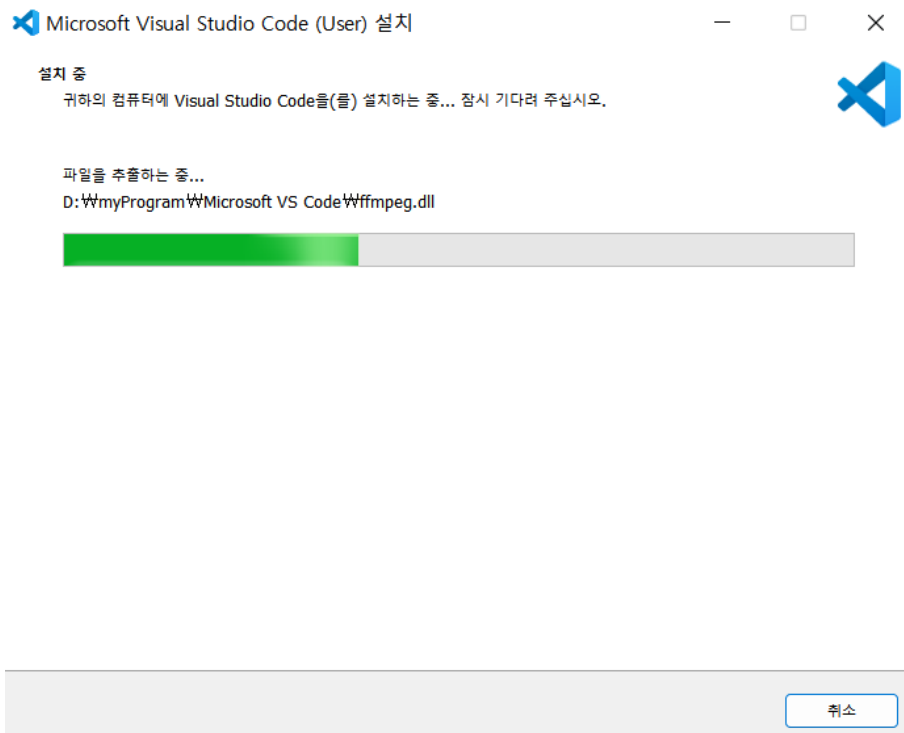 Microsoft Visual Studio Code (User) 설치
설치 중
귀하의 컴퓨터에 Visual Studio Code을(를) 설치하는 중... 잠시 기다려 주십시오.
파일을 추출하는 중...
D:₩myProgram₩Microsoft VS Code₩ffmpeg.dll
취소